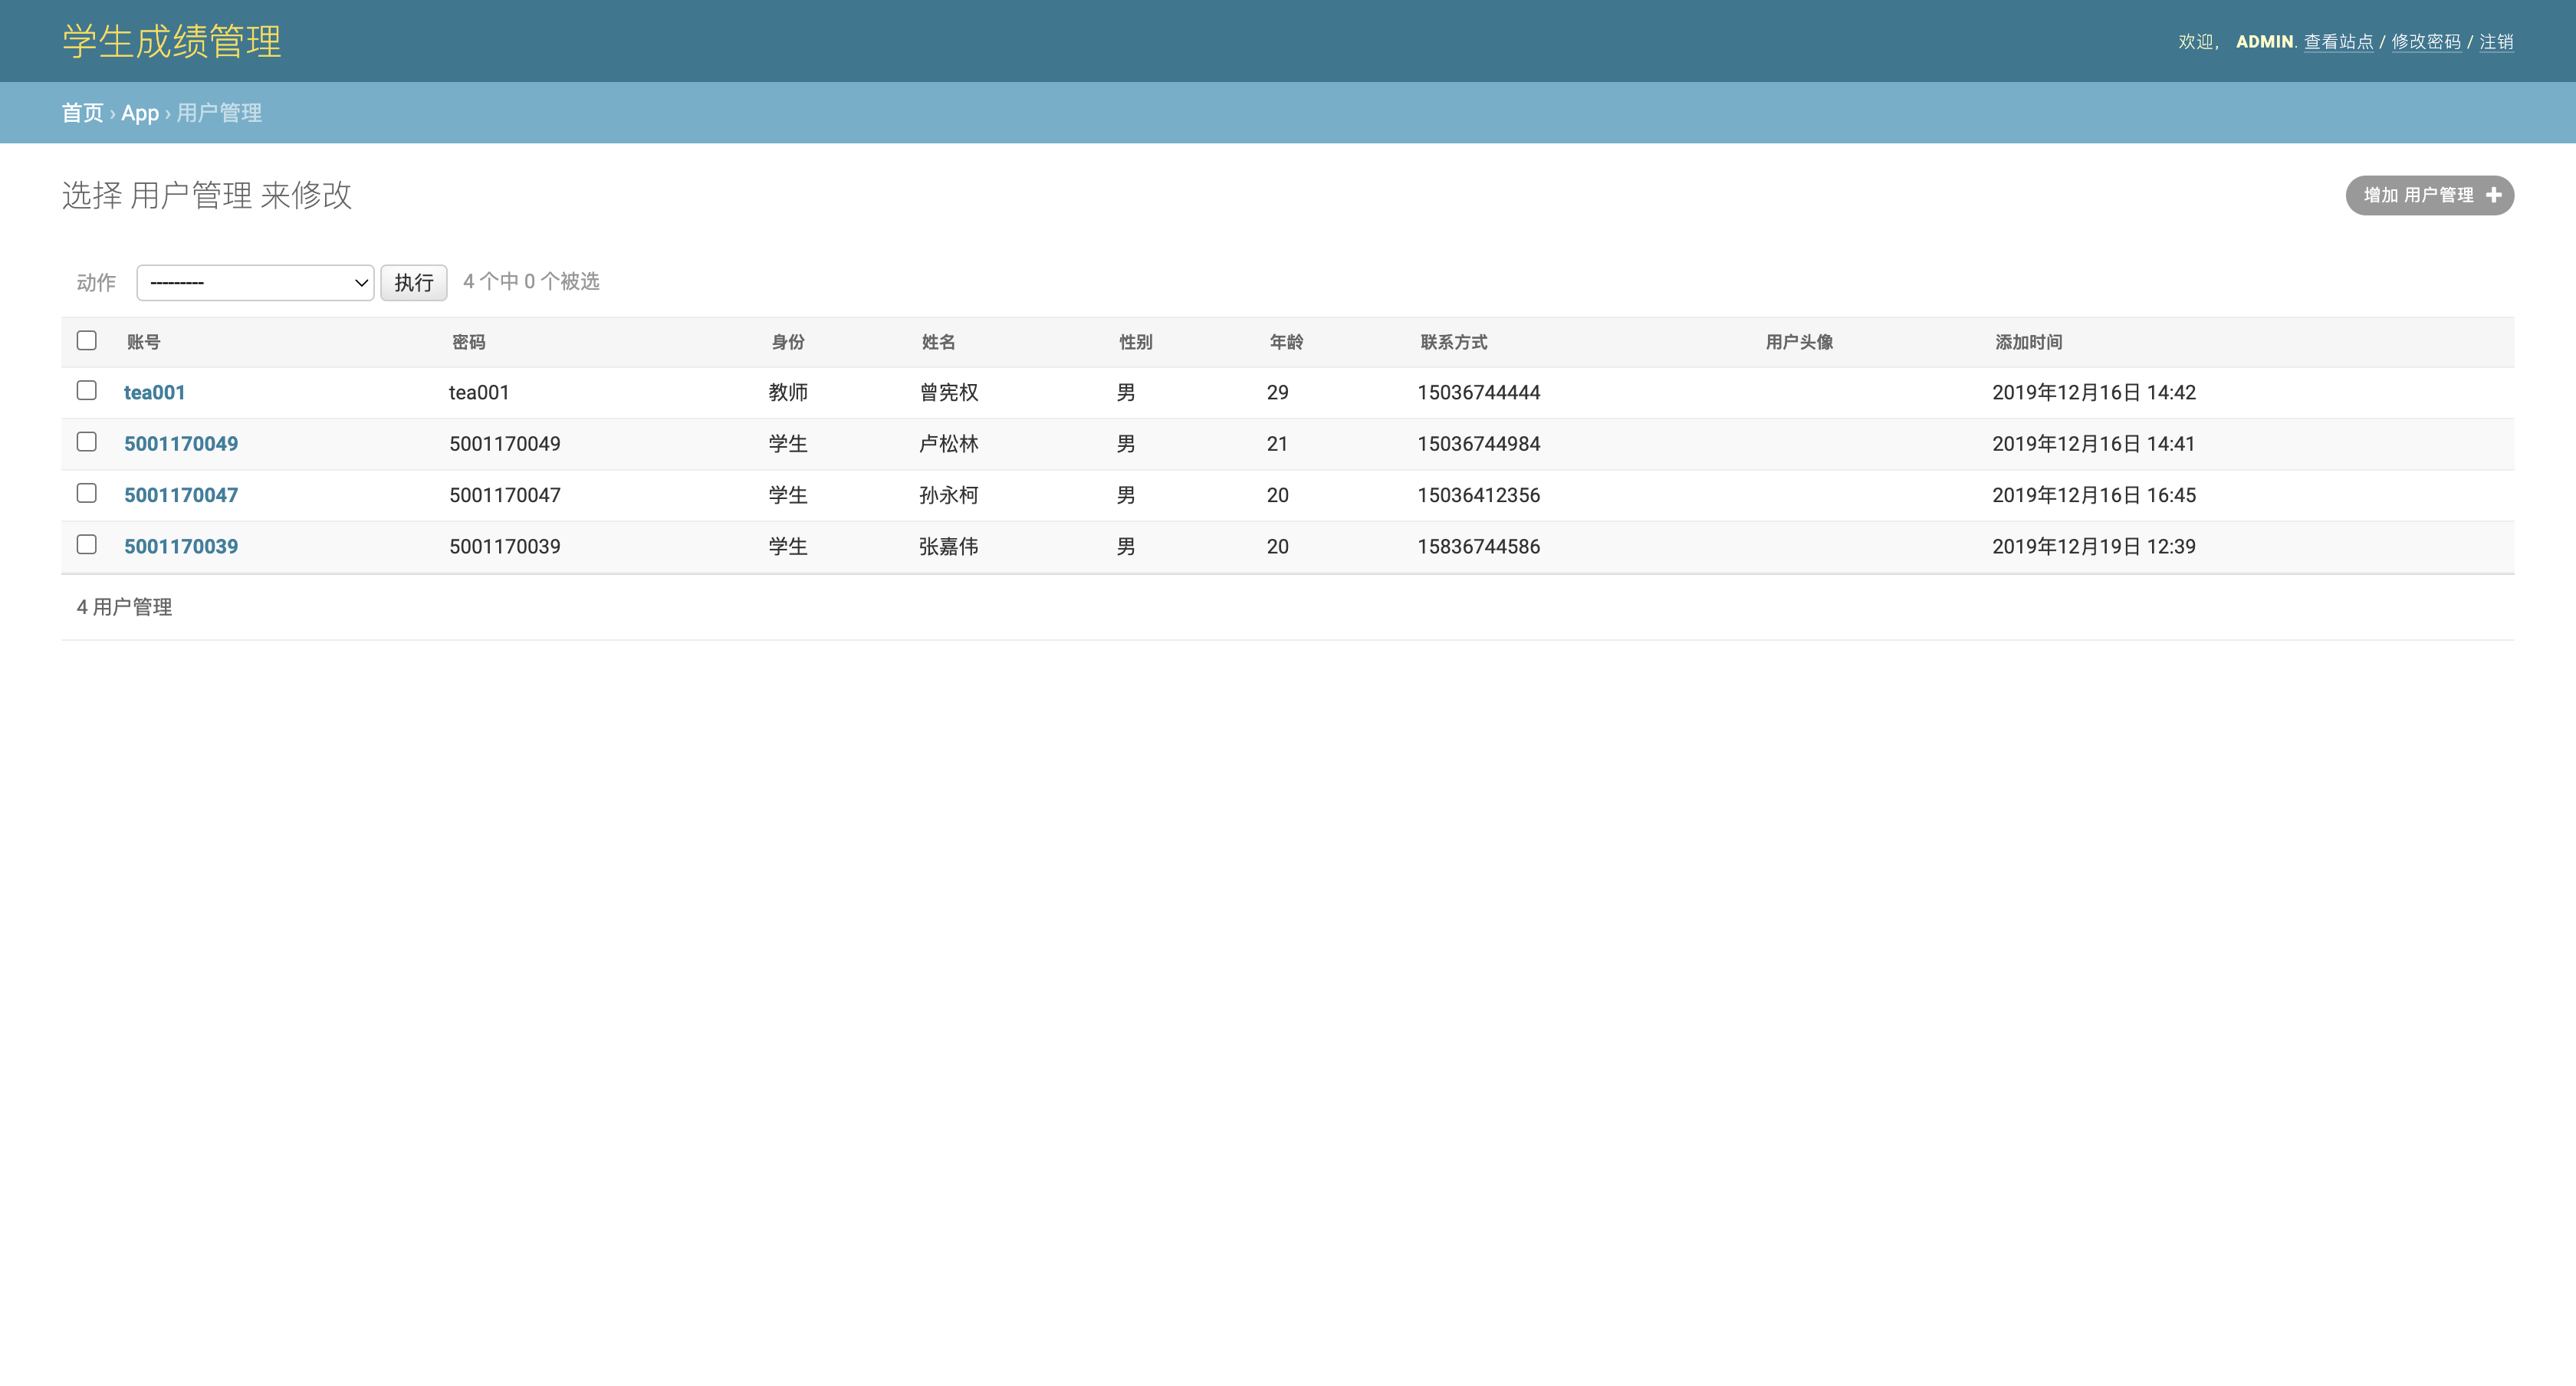 学生成绩管理
欢迎, ADMIN. 查看站点 / 修改密码 / 注销
首页 › App › 用户管理
选择 用户管理 来修改
增加 用户管理
动作 --------- 执行 4 个中 0 个被选
账号 密码 身份 姓名 性别 年龄 联系方式 用户头像 添加时间
tea001 tea001 教师 曾宪权 男 29 15036744444 2019年12月16日 14:42
5001170049 5001170049 学生 卢松林 男 21 15036744984 2019年12月16日 14:41
5001170047 5001170047 学生 孙永柯 男 20 15036412356 2019年12月16日 16:45
5001170039 5001170039 学生 张嘉伟 男 20 15836744586 2019年12月19日 12:39
4 用户管理